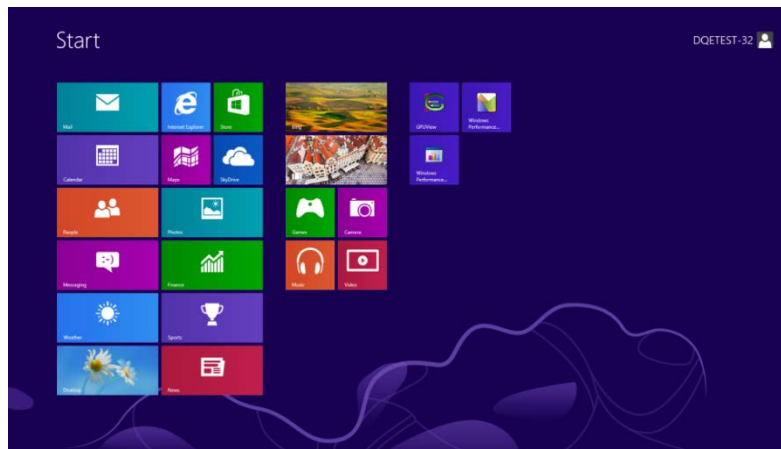 Start
DQETEST-32
Mail
Internet Explorer
Store
Bing
GPUView
Windows
Performance...
Calendar
Maps
SkyDrive
Windows
Performance...
People
Photos
Games
Camera
Messaging
Finance
Music
Video
Weather
Sports
Desktop
News